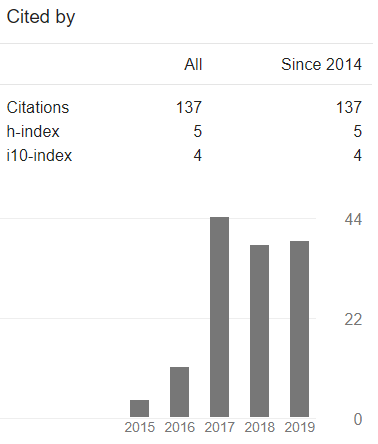 Cited by
All Since 2014
Citations 137 137
h-index 5 5
i10-index 4 4
44
22
0
2015 2016 2017 2018 2019